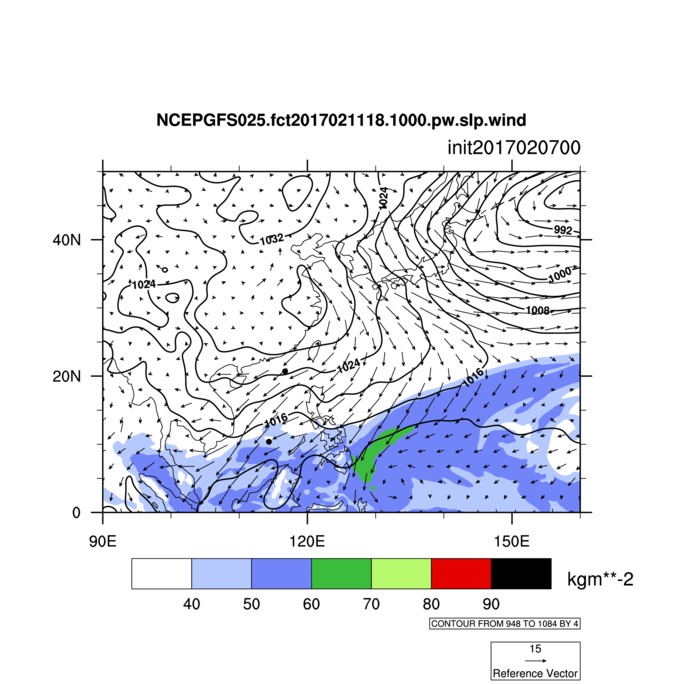 NCEPGFS025.fct2017021118.1000.pw.slp.wind
init2017020700
1024
992
1032
40N
1000
1024
1008
1024
20N
1016
1016
0
90E 120E 150E
kgm**-2
40 50 60 70 80 90
CONTOUR FROM 948 TO 1084 BY 4
15
Reference Vector